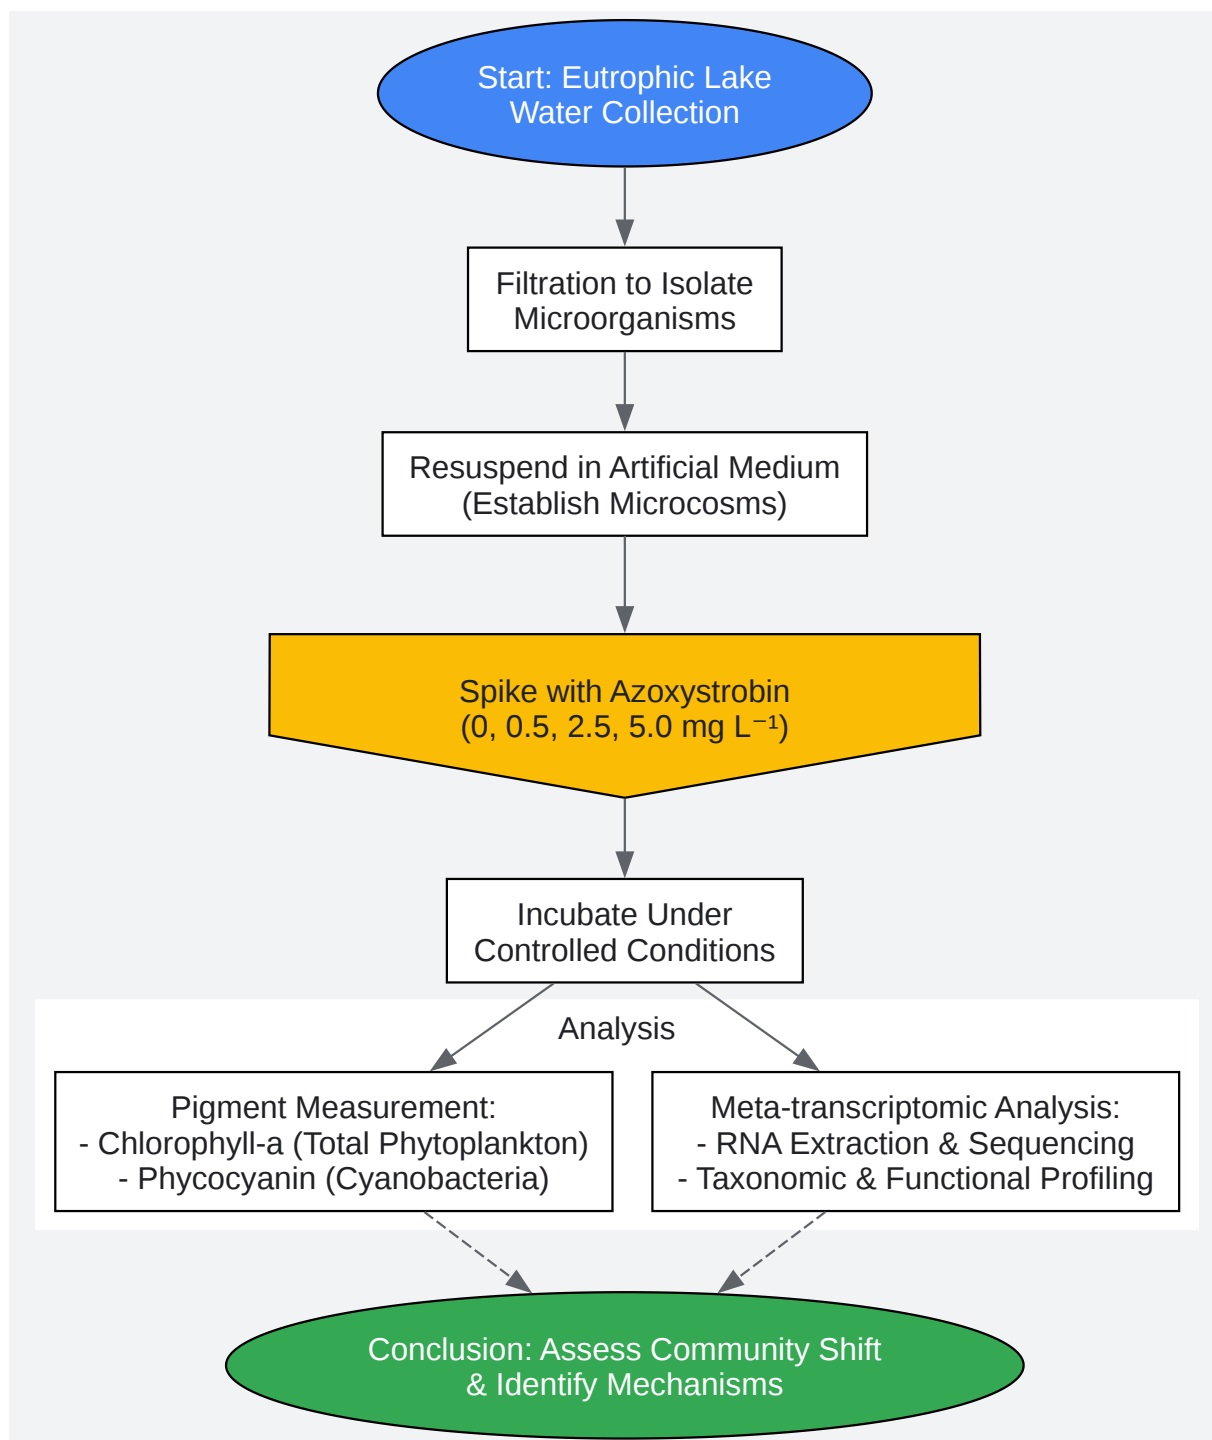 Start: Eutrophic Lake
Water Collection
Filtration to Isolate
Microorganisms
Resuspend in Artificial Medium
(Establish Microcosms)
Spike with Azoxystrobin
(0, 0.5, 2.5, 5.0 mg L⁻¹)
Incubate Under
Controlled Conditions
Analysis
Pigment Measurement:
- Chlorophyll-a (Total Phytoplankton)
- Phycocyanin (Cyanobacteria)
Meta-transcriptomic Analysis:
- RNA Extraction & Sequencing
- Taxonomic & Functional Profiling
Conclusion: Assess Community Shift
& Identify Mechanisms